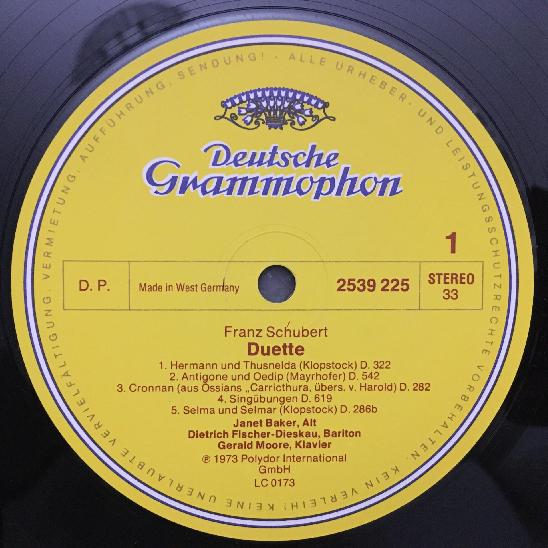 ALLE URHEBER- UND LEISTUNGSSCHUTZRECHTE VORBEHALTEN! KEIN VERLEIH! KEINE UNERLAUBTE VERVIELFÄLTIGUNG, VERMIETUNG, AUFFÜHRUNG, SENDUNG! -
Deutsche
Grammophon
1
D. P. Made in West Germany 2539 225 STEREO
33
Franz Schubert
Duette
1. Hermann und Thusnelda (Klopstock) D. 322
2. Antigone und Oedip (Mayrhofer) D. 542
3. Cronnan (aus Ossians „Carricthura, übers. v. Harold) D. 282
4. Singübungen D. 619
5. Selma und Selmar (Klopstock) D. 286b
Janet Baker, Alt
Dietrich Fischer-Dieskau, Bariton
Gerald Moore, Klavier
℗ 1973 Polydor International
GmbH
LC 0173